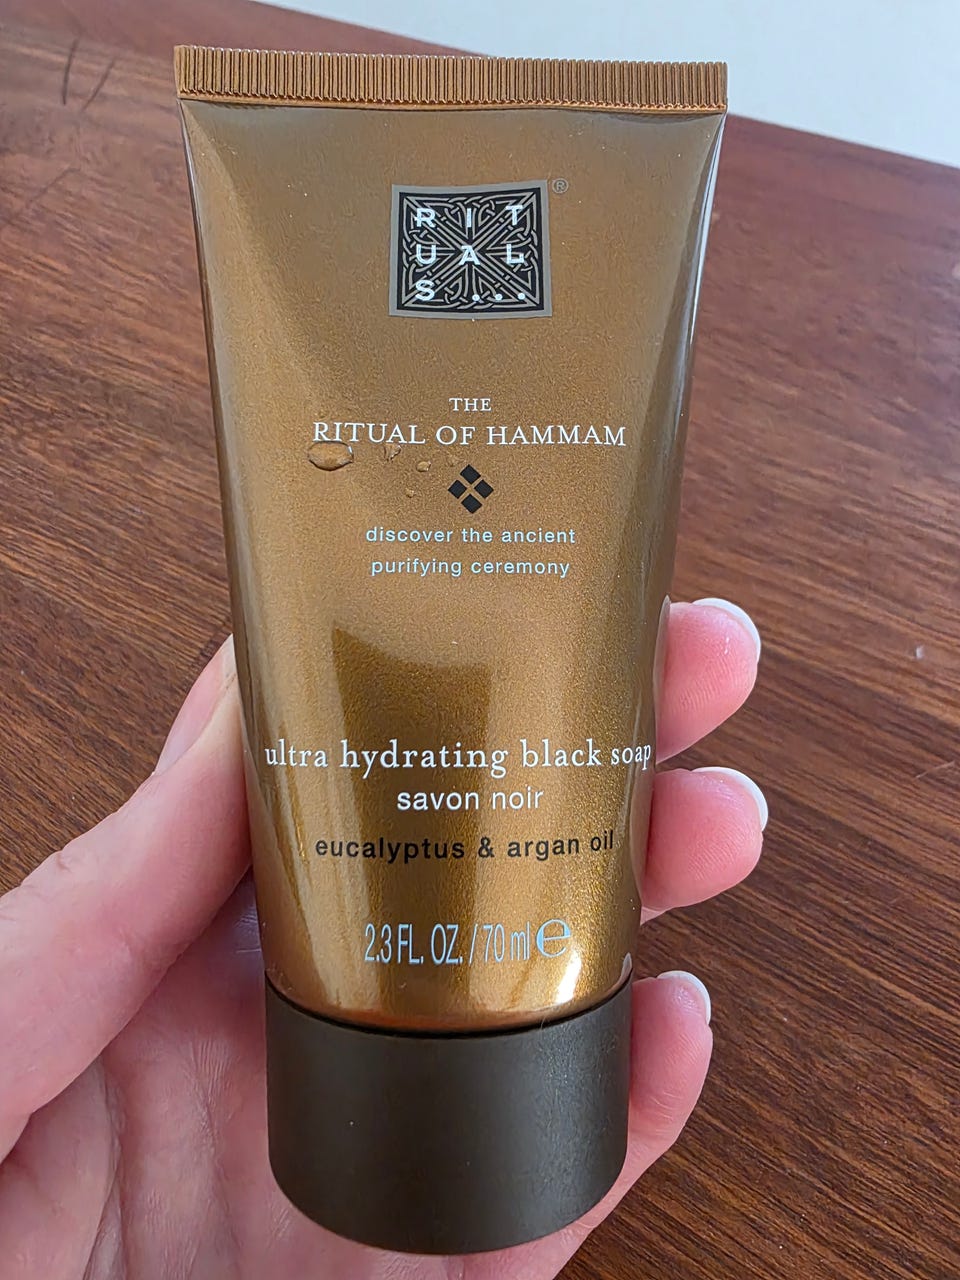 RIT
UAL
S...
®
THE
RITUAL OF HAMMAM
discover the ancient
purifying ceremony
ultra hydrating black soap
savon noir
eucalyptus & argan oil
2.3 FL. OZ. / 70 ml ℮